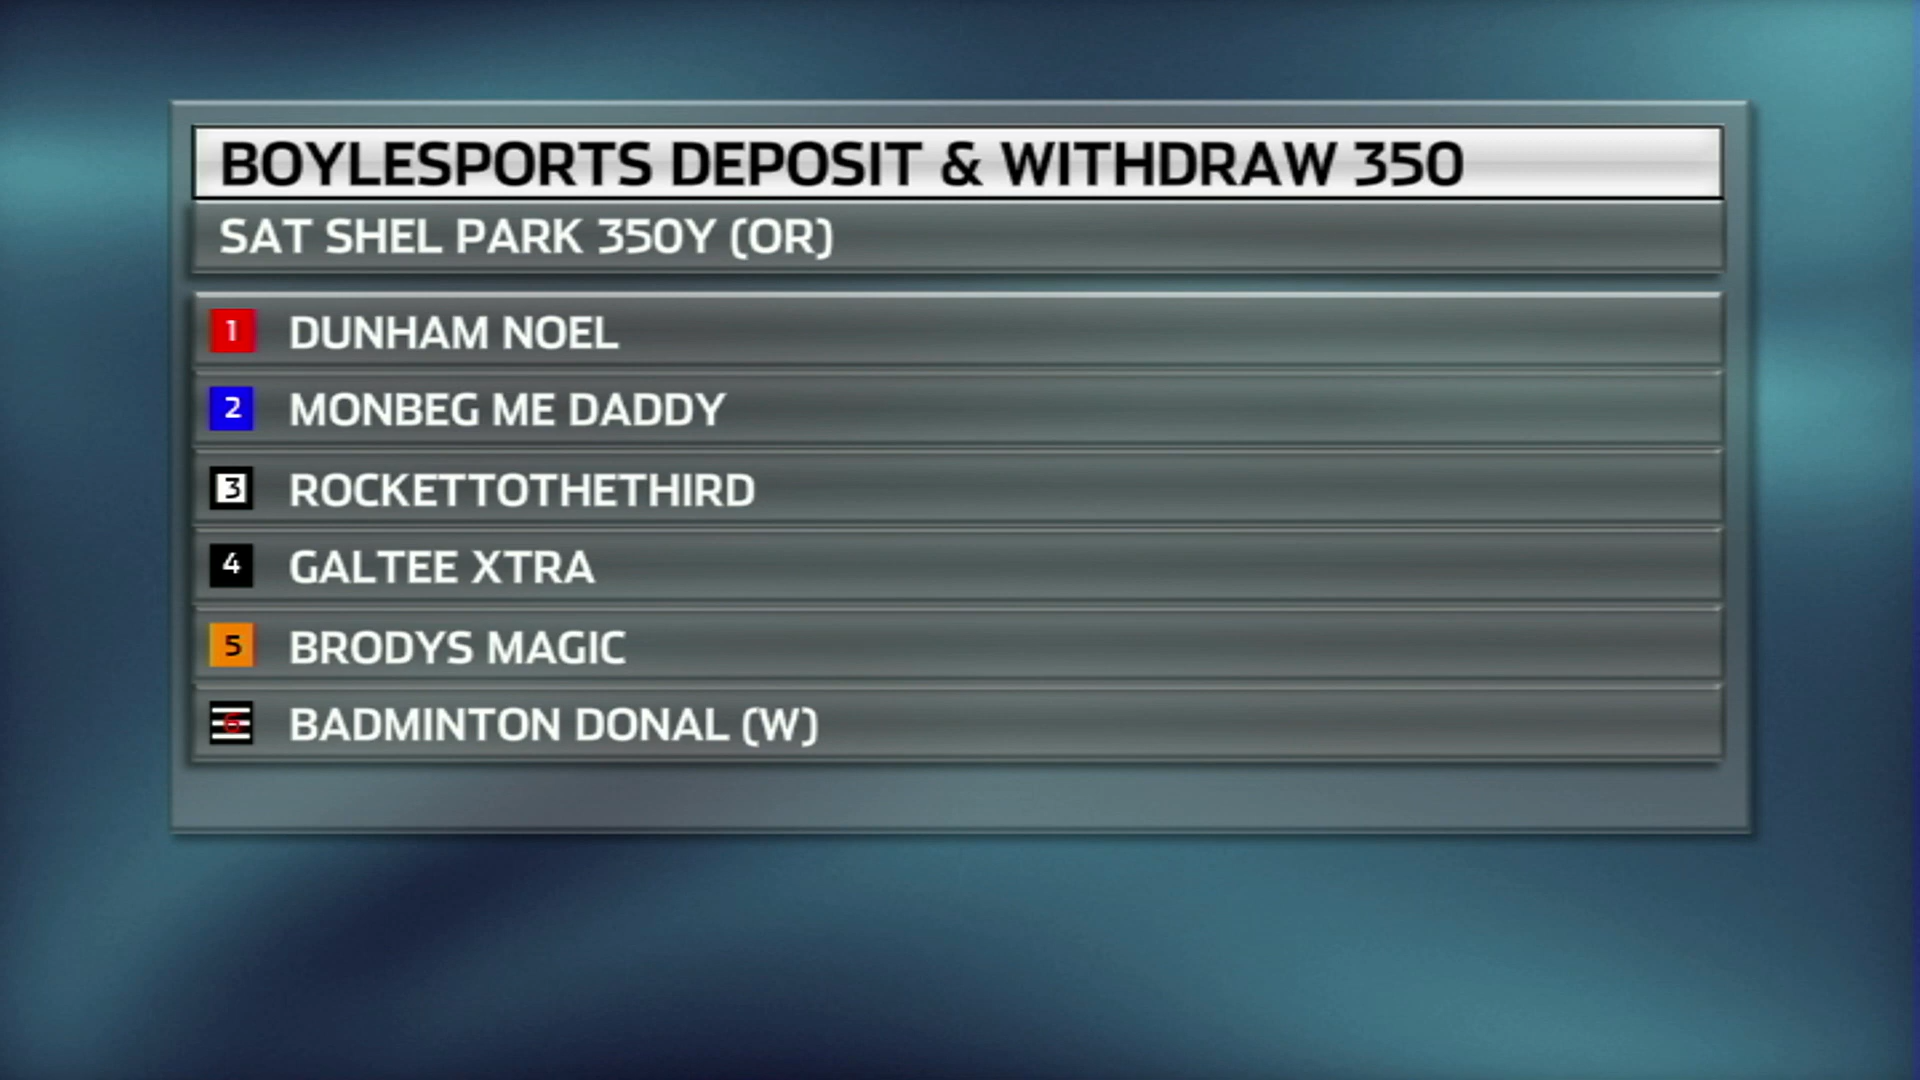 BOYLESPORTS DEPOSIT & WITHDRAW 350
SAT SHEL PARK 350Y (OR)
1 DUNHAM NOEL
2 MONBEG ME DADDY
3 ROCKETTOTHETHIRD
4 GALTEE XTRA
5 BRODYS MAGIC
6 BADMINTON DONAL (W)